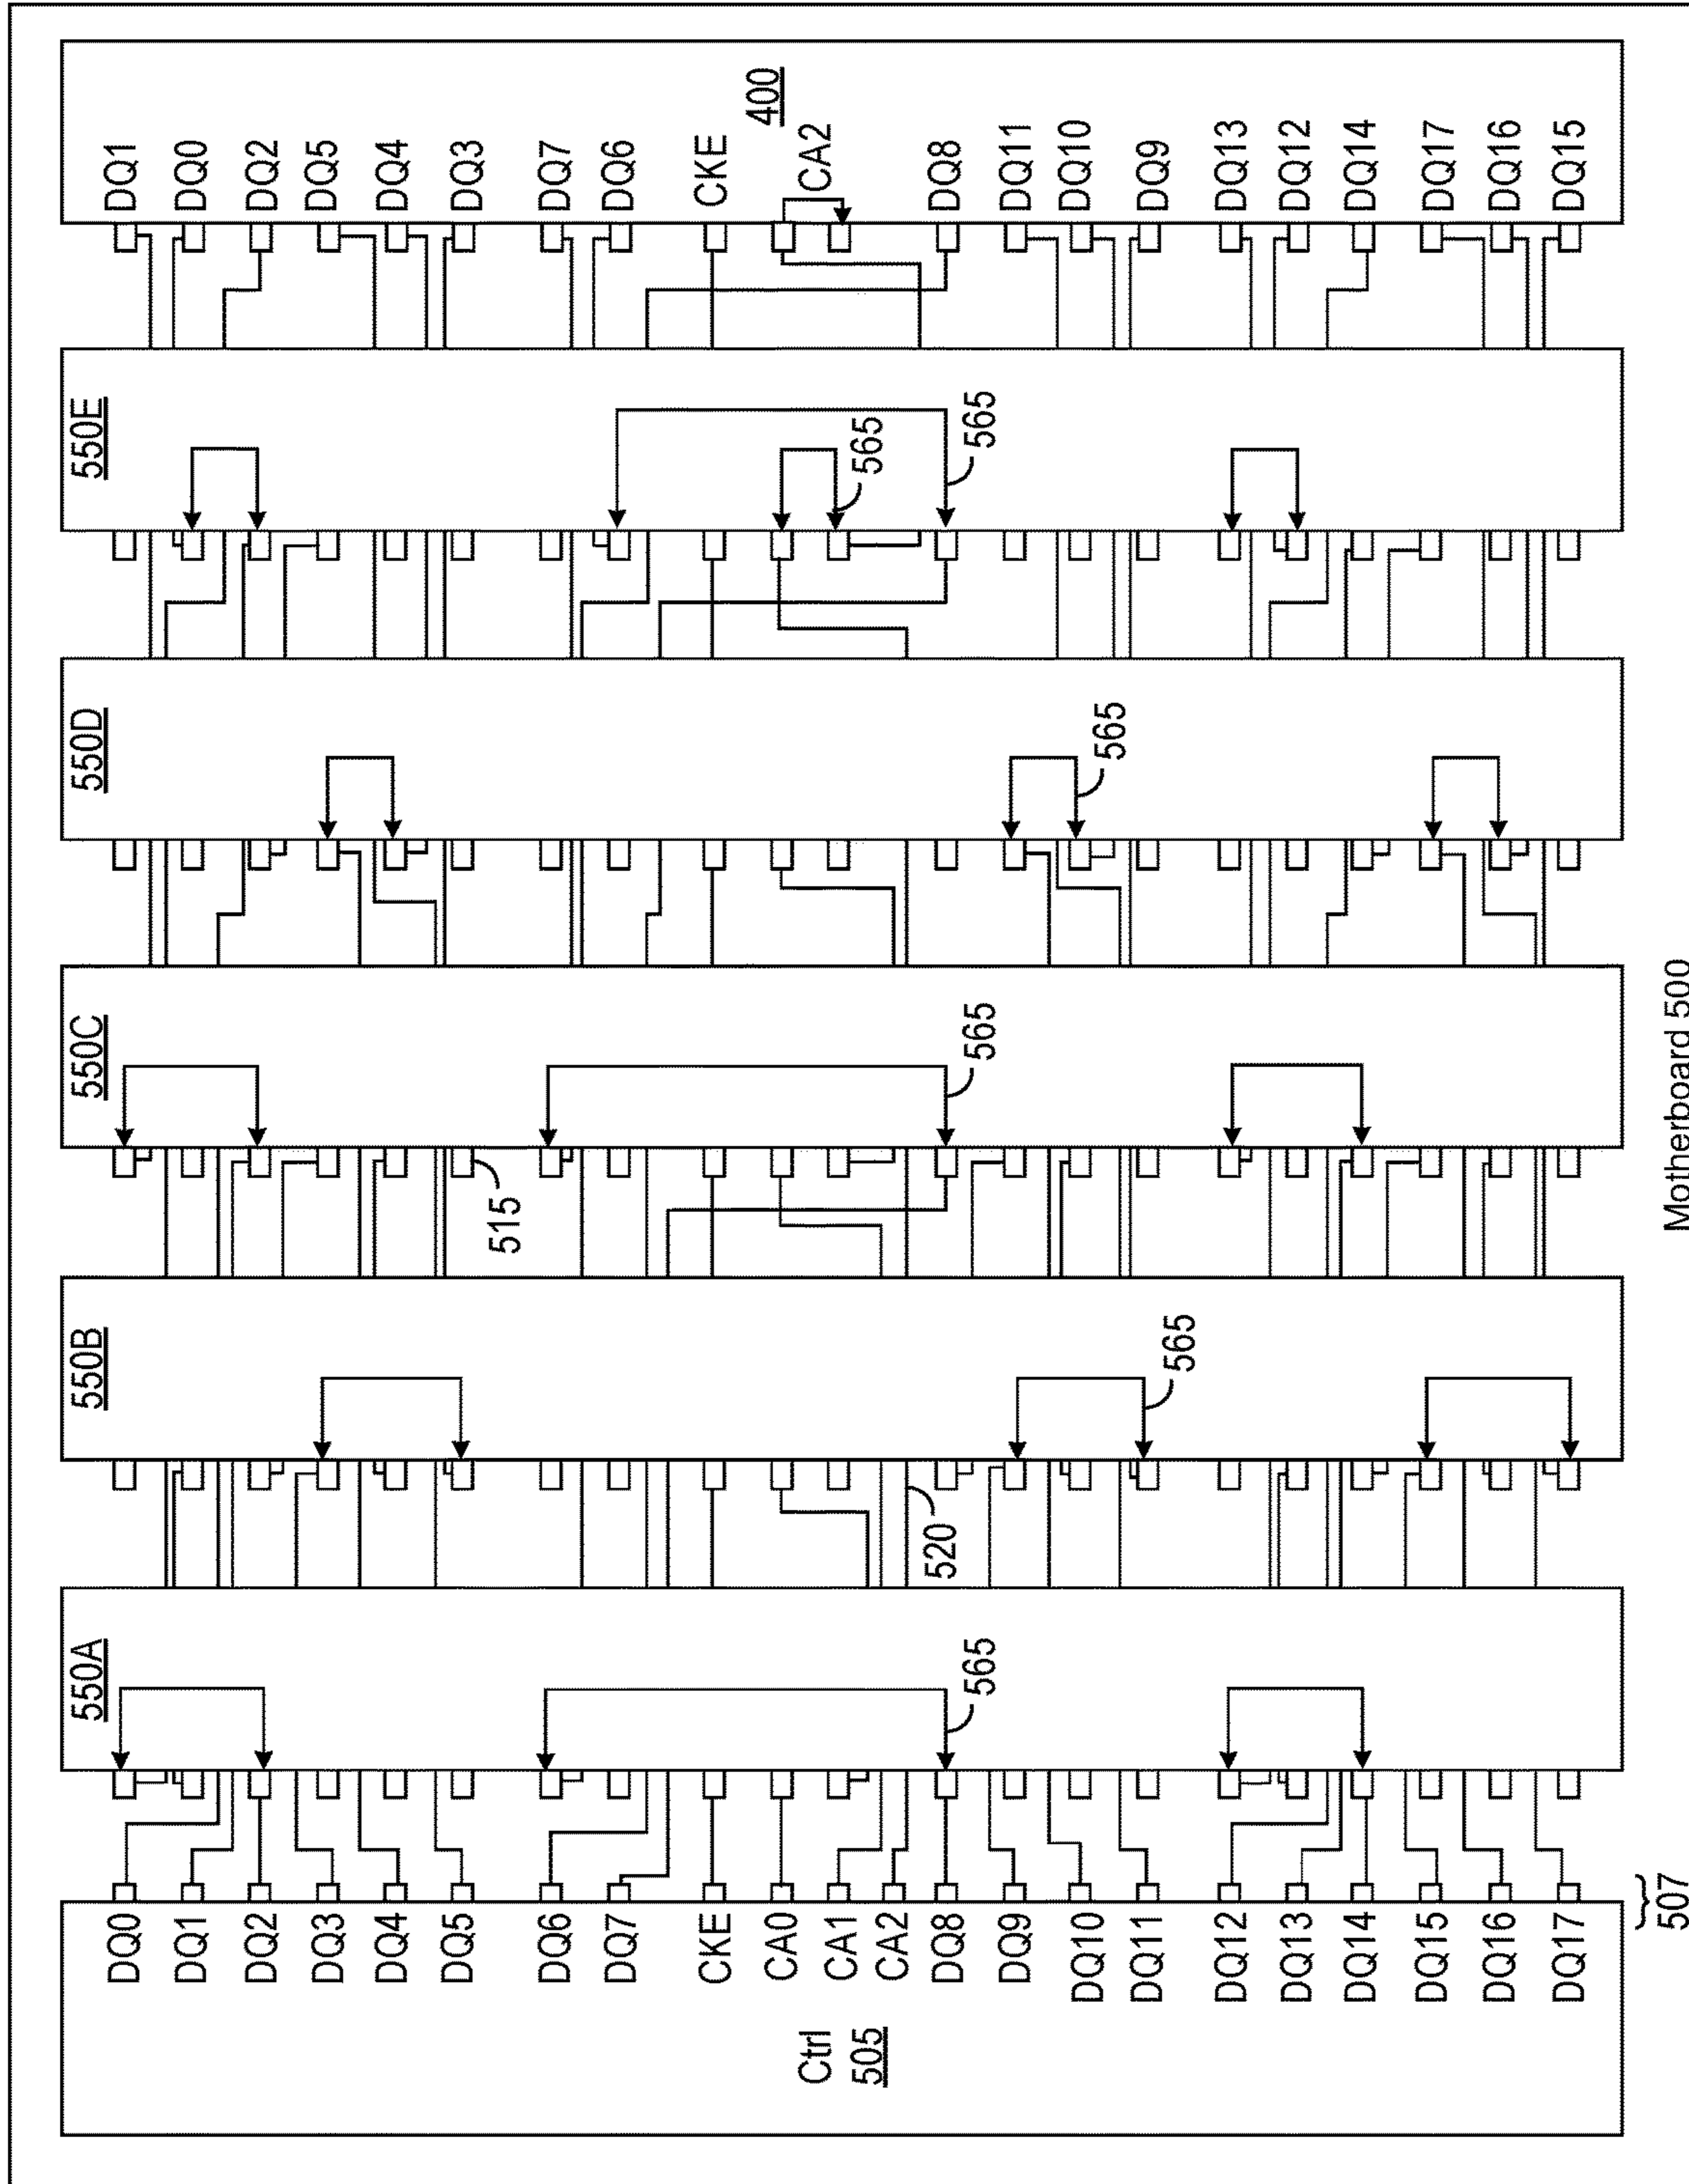 DQ1
DQ0
DQ2
DQ5
DQ4
DQ3
DQ7
DQ6
CKE
400
CA2
DQ8
DQ11
DQ10
DQ9
DQ13
DQ12
DQ14
DQ17
DQ16
DQ15
550E
565
565
550D
565
550C
515
565
550B
520
565
550A
565
DQ0
DQ1
DQ2
DQ3
DQ4
DQ5
DQ6
DQ7
CKE
CA0
CA1
CA2
DQ8
DQ9
DQ10
DQ11
DQ12
DQ13
DQ14
DQ15
DQ16
DQ17
507
Ctrl
505
Motherboard 500